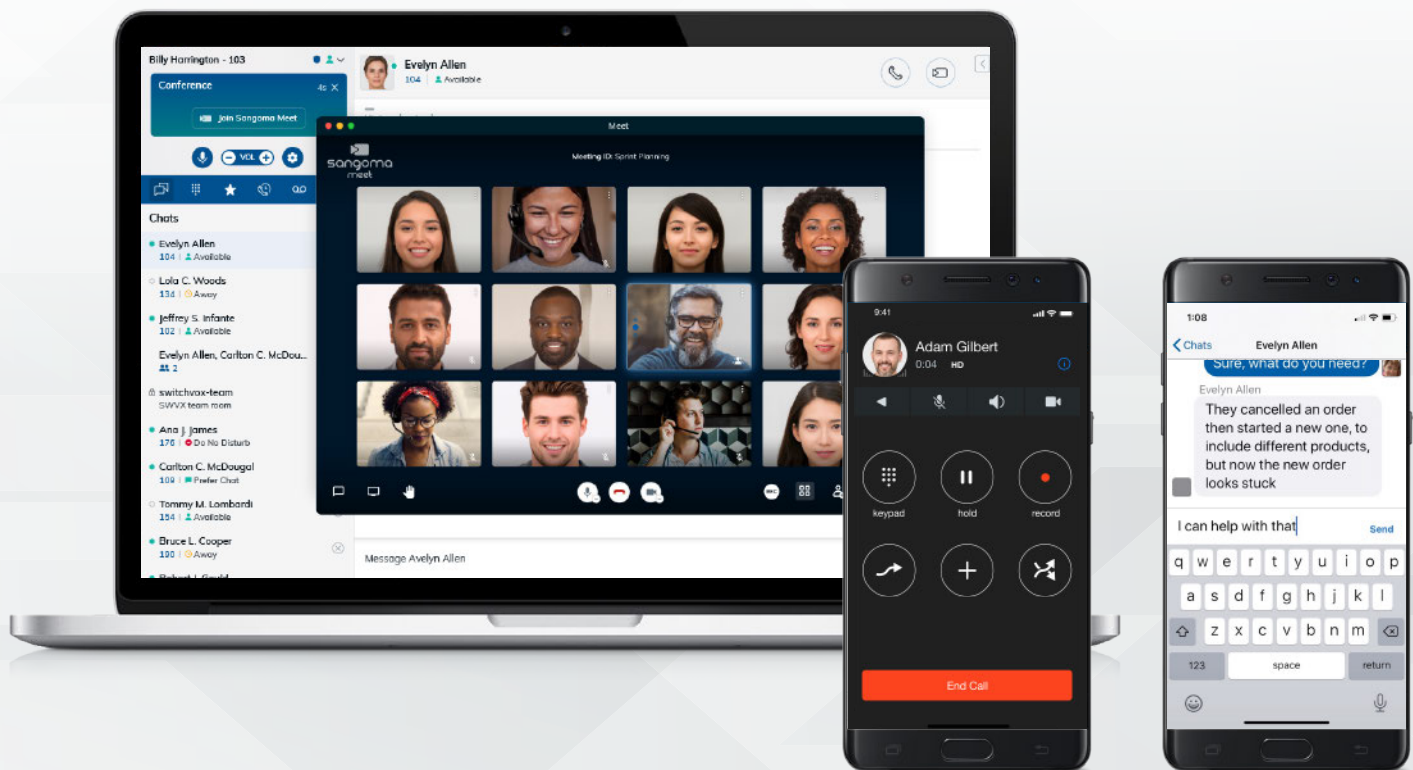 Billy Harrington - 103
Conference
4s X
Join Sangoma Meet
VOL
Chats
Evelyn Allen
104 | Available
Lola C. Woods
134 | Away
Jeffrey S. Infante
102 | Available
Evelyn Allen, Carlton C. McDou...
2
switchvox-team
SWVX team room
Ana J. James
176 | Do No Disturb
Carlton C. McDougal
109 | Prefer Chat
Tommy M. Lombardi
154 | Available
Bruce L. Cooper
190 | Away
Evelyn Allen
104 | Available
Meet
sangoma
meet
Meeting ID: Sprint Planning
REC
Message Avelyn Allen
9:41
Adam Gilbert
0:04 HD
keypad
hold
record
End Call
1:08
Chats
Evelyn Allen
Sure, what do you need?
Evelyn Allen
They cancelled an order
then started a new one, to
include different products,
but now the new order
looks stuck
I can help with that
Send
q w e r t y u i o p
a s d f g h j k l
z x c v b n m
123
space
return